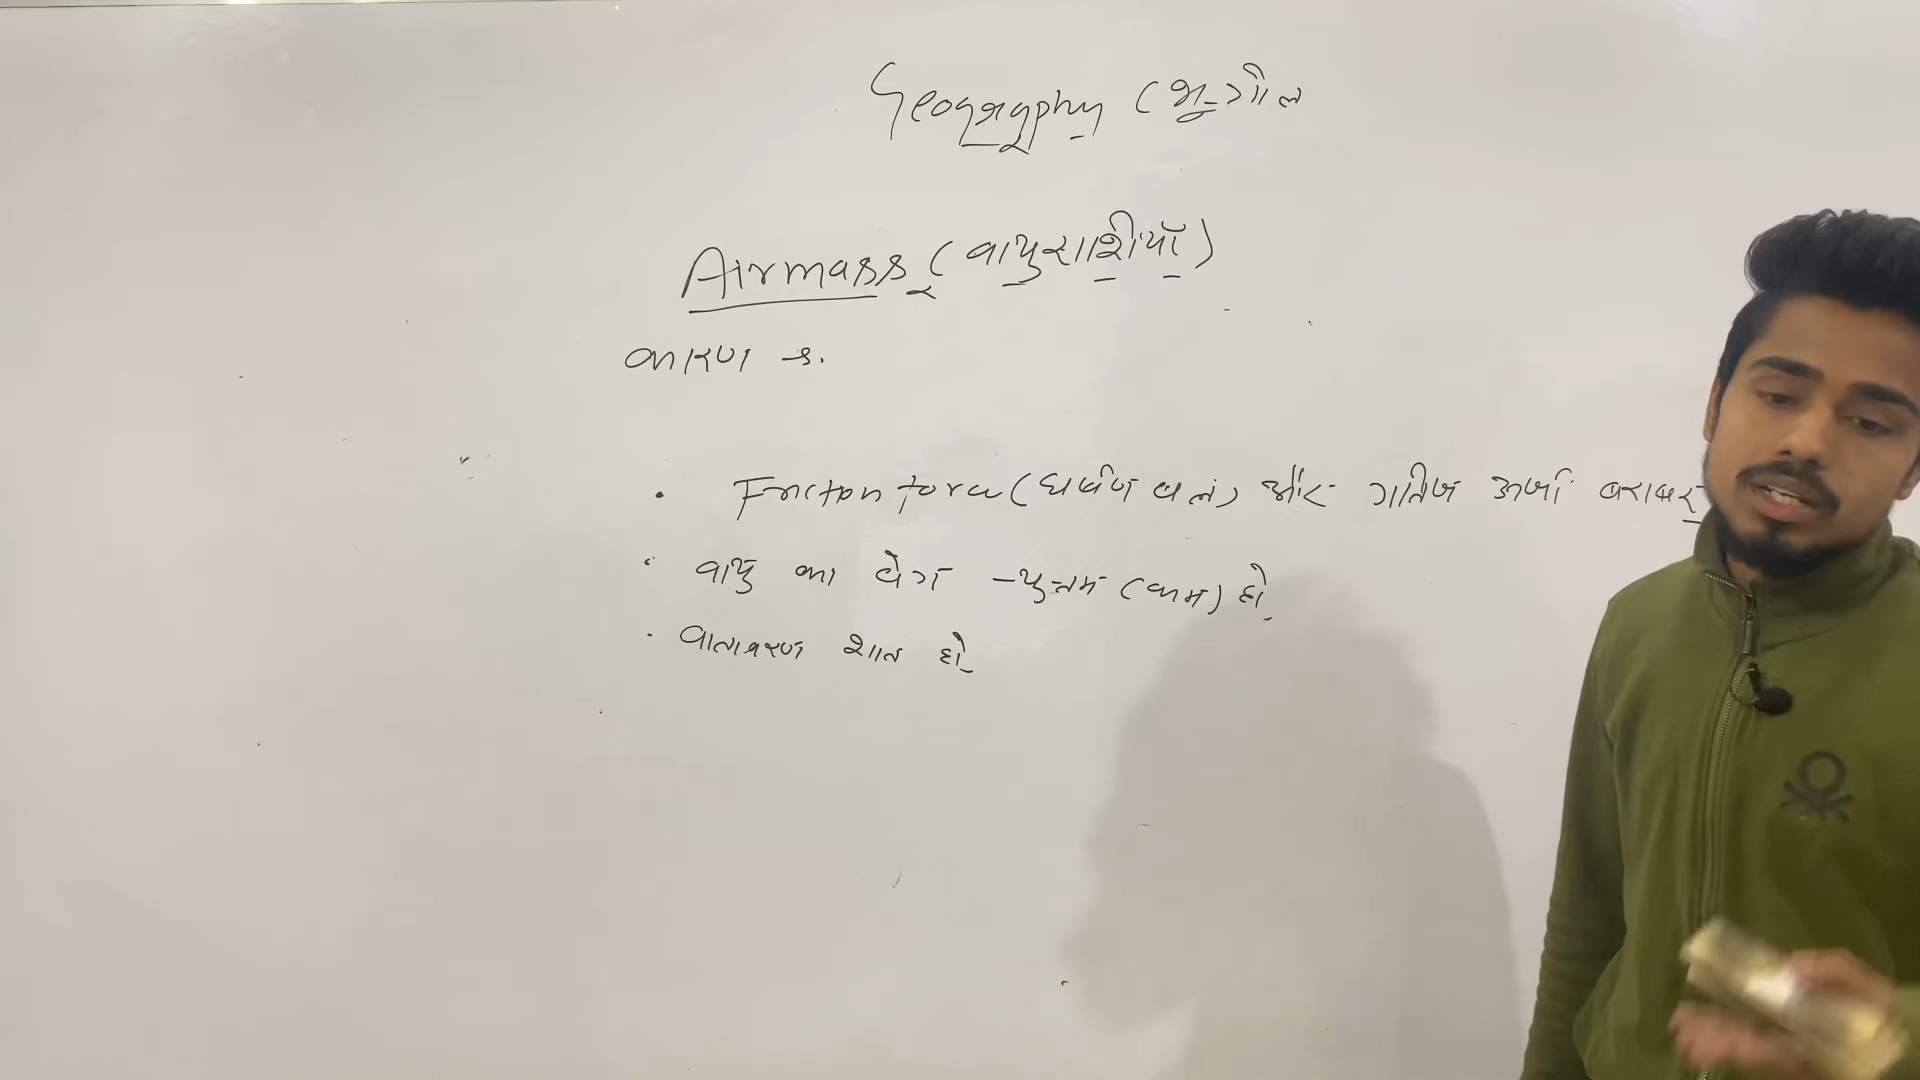 Geography (भूगोल
Airmass (वायुराशियाँ)
कारण →.
• Friction force (घर्षण बल) और गतिज ऊर्जा बराबर
• वायु का वेग न्यूनतम (कम) हो
• वातावरण शांत हो